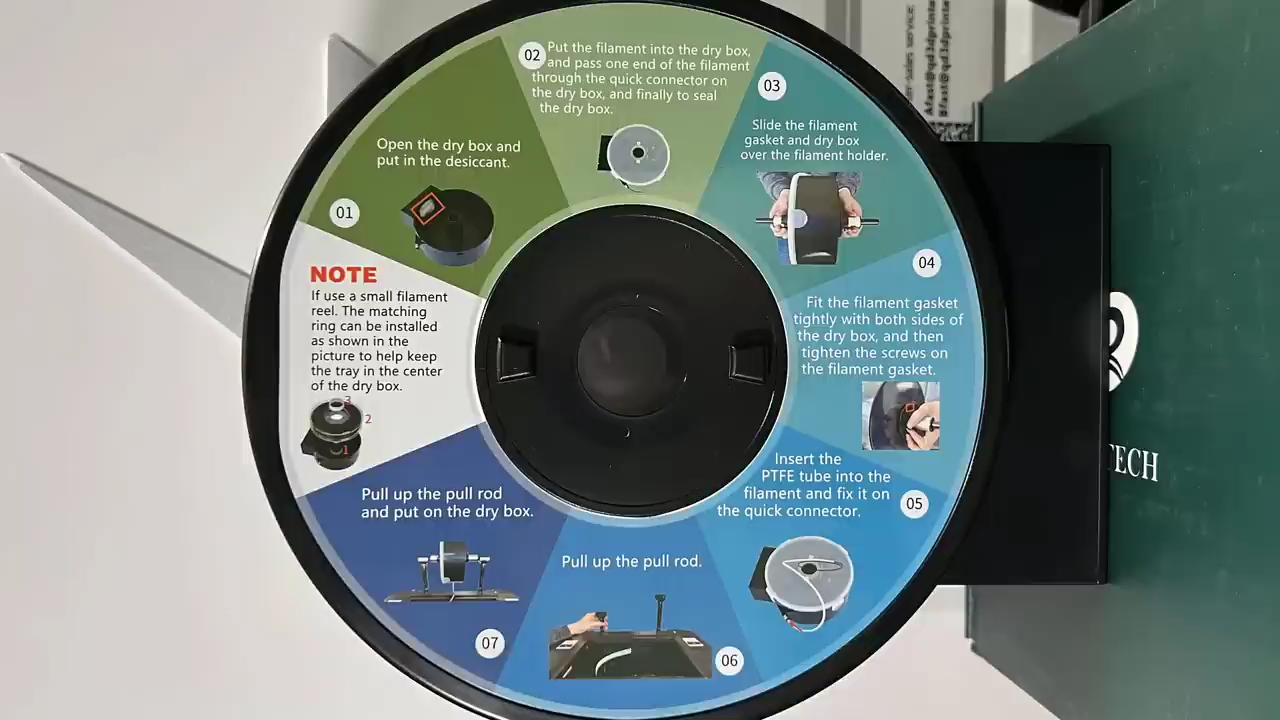 01
Open the dry box and
put in the desiccant.
02
Put the filament into the dry box,
and pass one end of the filament
through the quick connector on
the dry box, and finally to seal
the dry box.
03
Slide the filament
gasket and dry box
over the filament holder.
04
Fit the filament gasket
tightly with both sides of
the dry box, and then
tighten the screws on
the filament gasket.
Insert the
PTFE tube into the
filament and fix it on
the quick connector.
05
Pull up the pull rod.
06
Pull up the pull rod
and put on the dry box.
07
NOTE
If use a small filament
reel. The matching
ring can be installed
as shown in the
picture to help keep
the tray in the center
of the dry box.
3
2
1
TECH